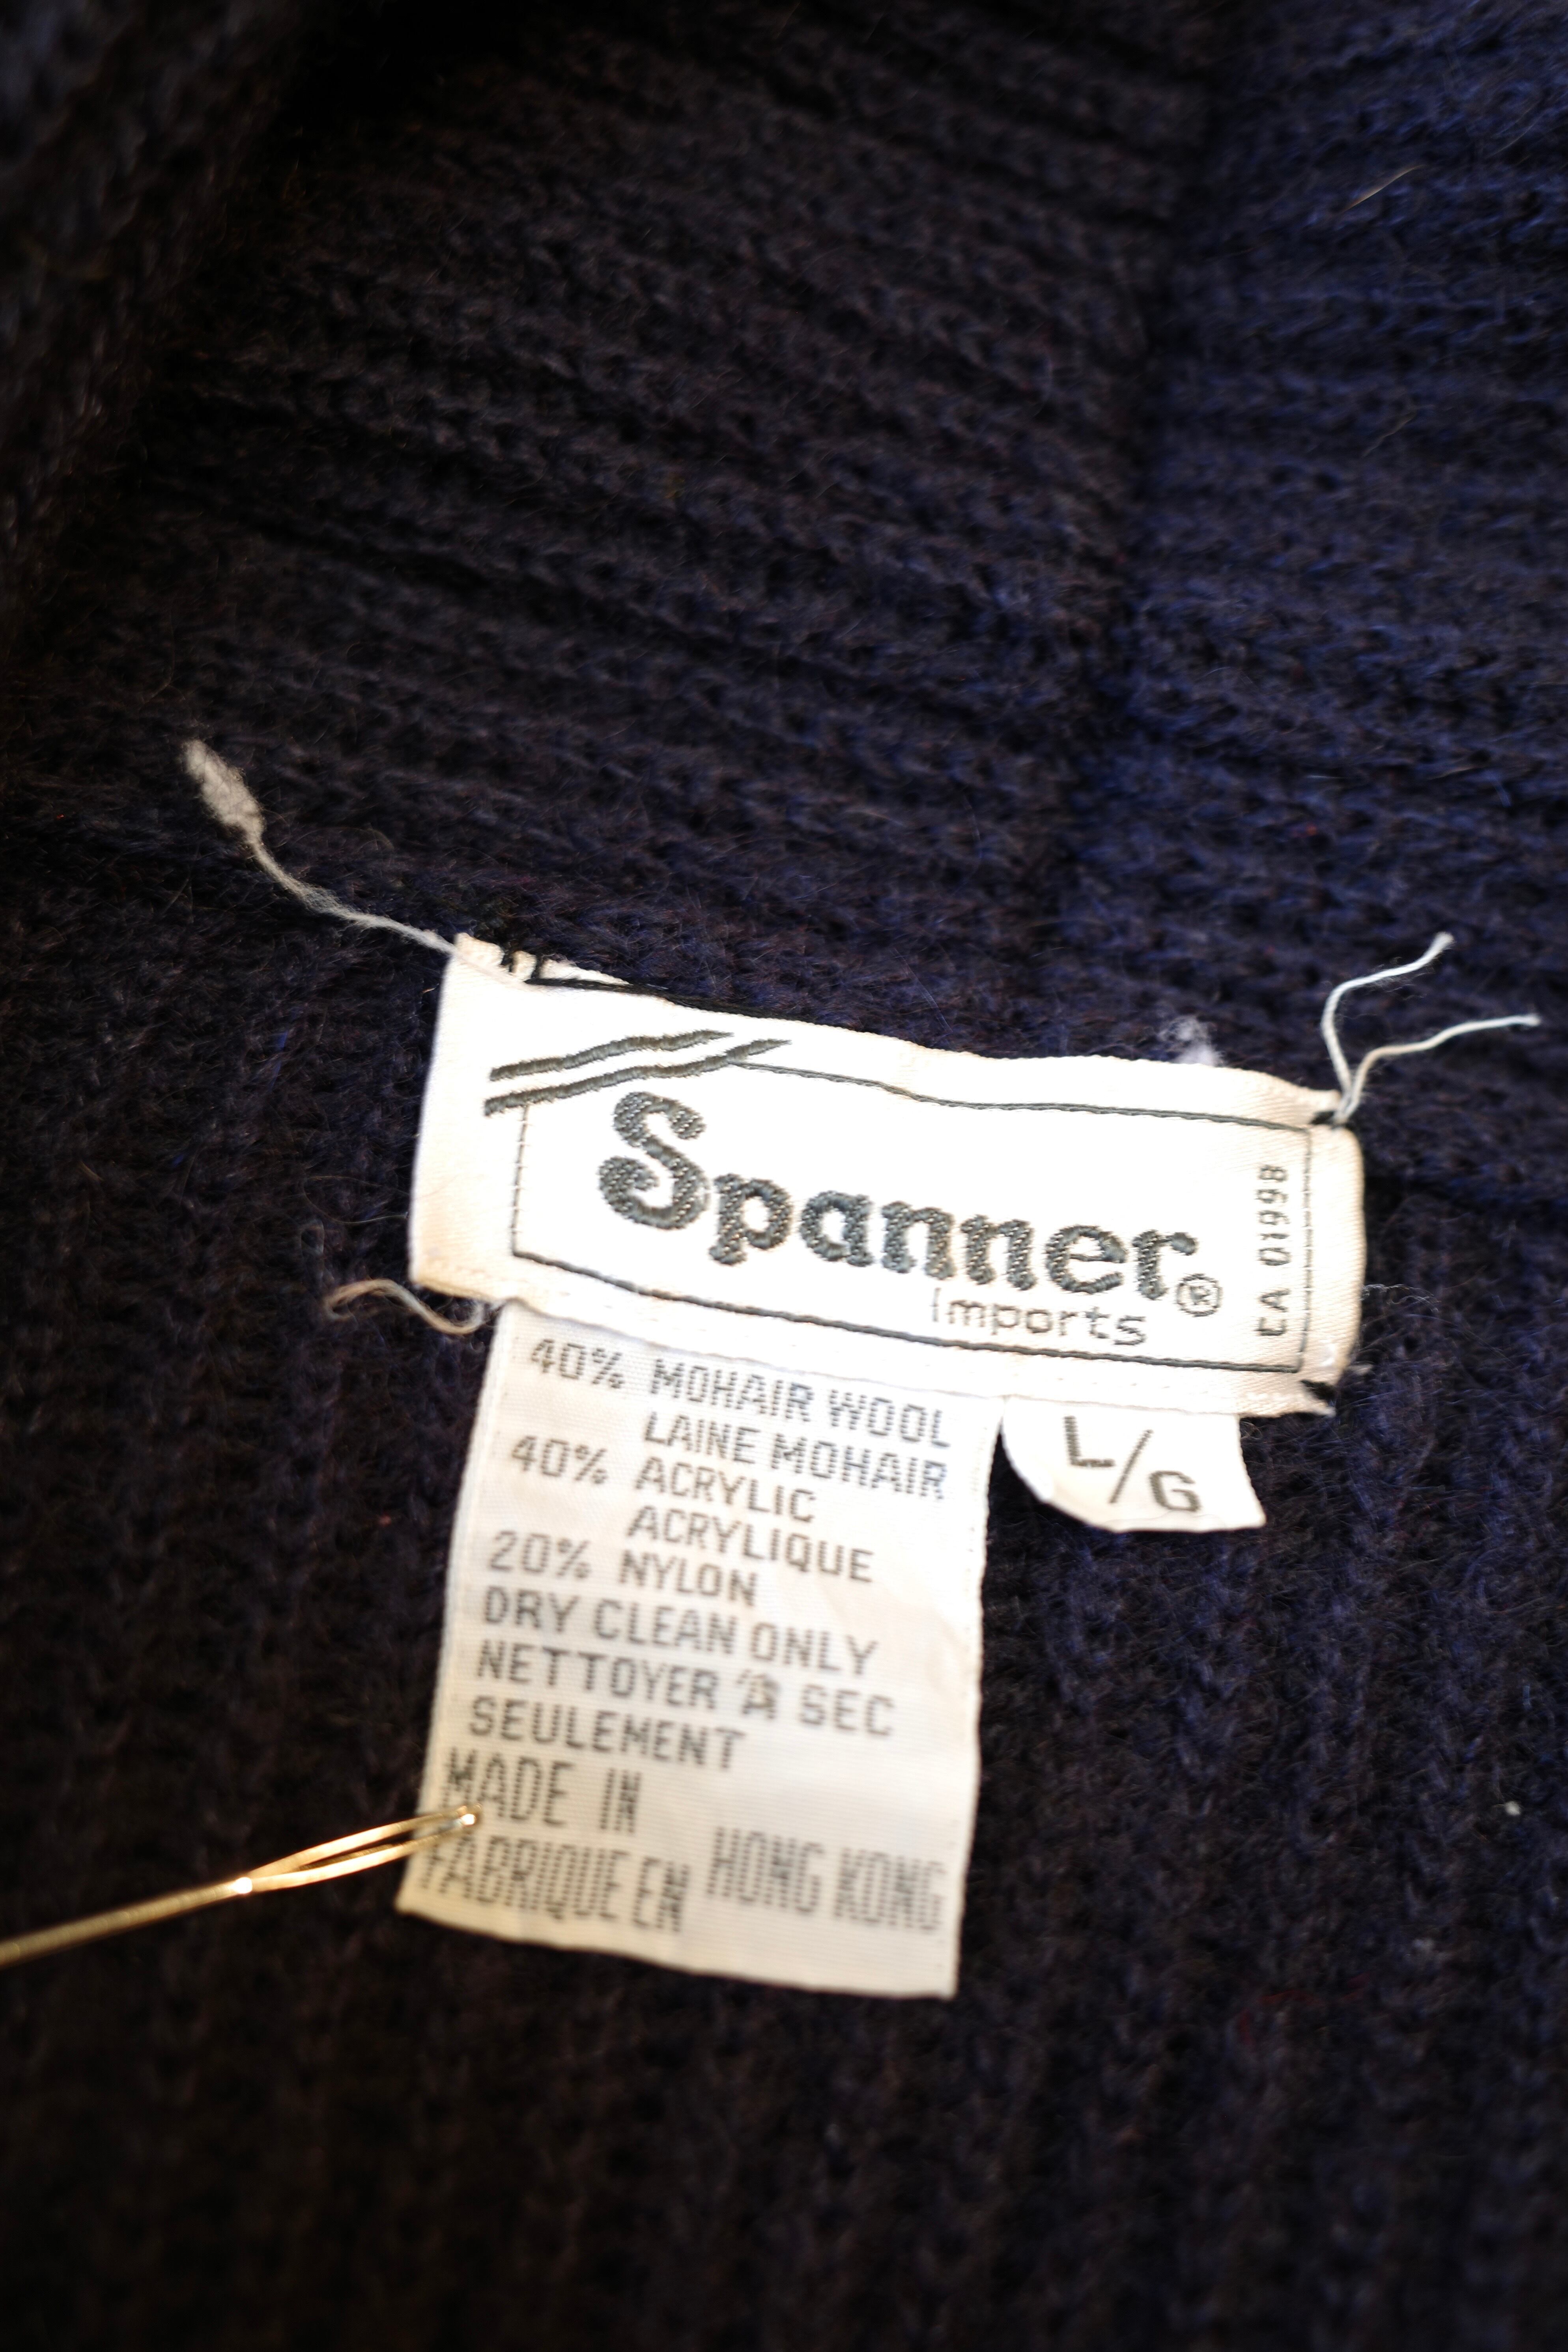 Spanner®
Imports
CA 01998
40% MOHAIR WOOL
LAINE MOHAIR
40% ACRYLIC
ACRYLIQUE
20% NYLON
DRY CLEAN ONLY
NETTOYER À SEC
SEULEMENT
MADE IN
FABRIQUE EN HONG KONG
L/G